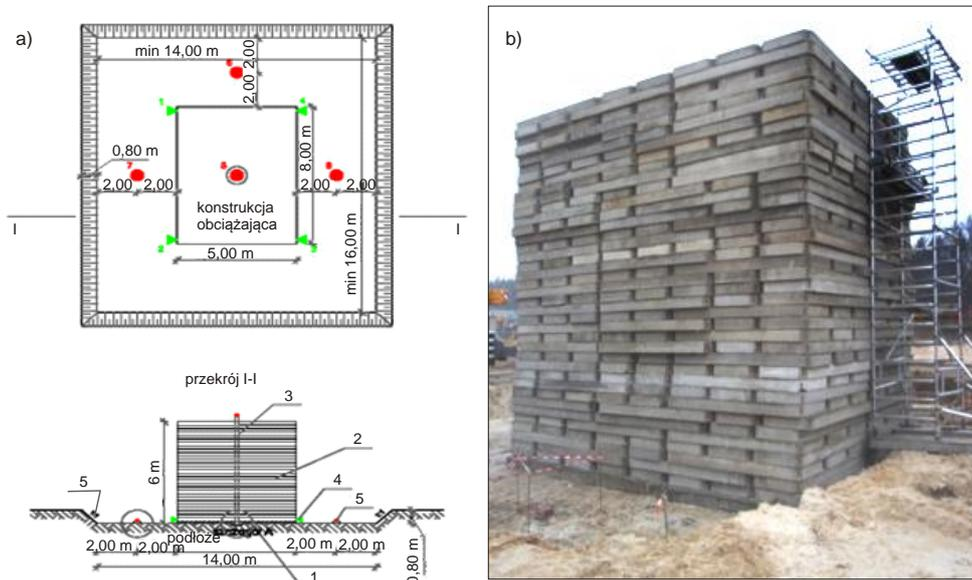 a)
b)
min 14,00 m
2,00 2,00
6
1
4
0,80 m
7
5
8
8,00 m
2,00 2,00
2,00 2,00
konstrukcja
obciążająca
I
I
2
3
5,00 m
min 16,00 m
przekrój I-I
3
2
6 m
5
4
5
podłoże
2,00 m 2,00 m
2,00 m 2,00 m
14,00 m
1
0,80 m